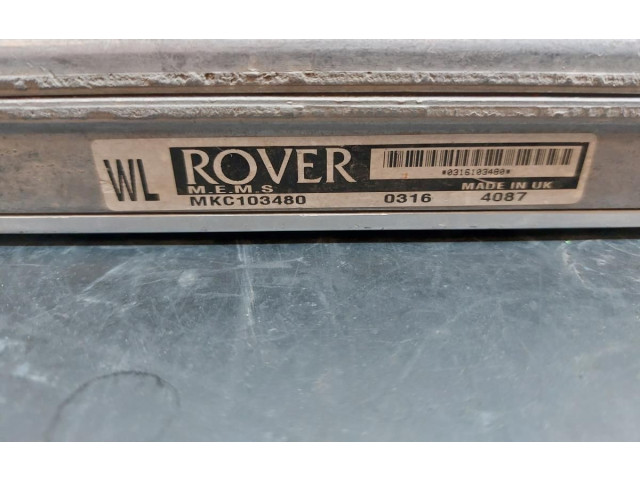 WL
ROVER
M.E.M.S
*0316103480*
MADE IN UK
MKC103480 0316 4087